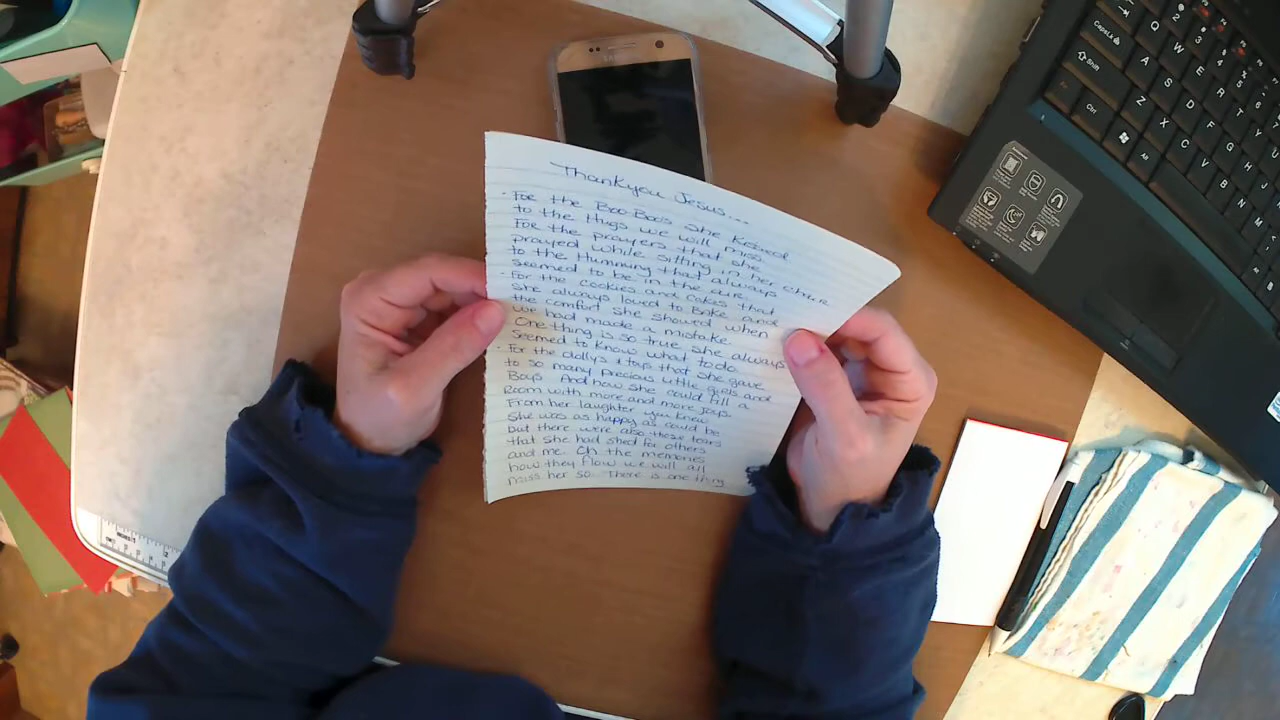 Thankyou Jesus...
- For the Boo-Boo's she kissed
to the Hugs we will miss.
For the prayers that she
prayed while sitting in her chair
to the Humming that always
seemed to be in the air.
- For the cookies and cakes that
she always loved to Bake and
the comfort she showed when
we had made a mistake.
One thing is so true she always
seemed to know what to do.
- For the dolly's & toys that she gave
to so many precious little girls and
Boys And how she could fill a
Room with more and more joys
From her laughter you know
she was as happy as could be
but there were also those tears
that she had shed for others
and me. Oh the memories
how they flow we will all
miss her so. There is one thing